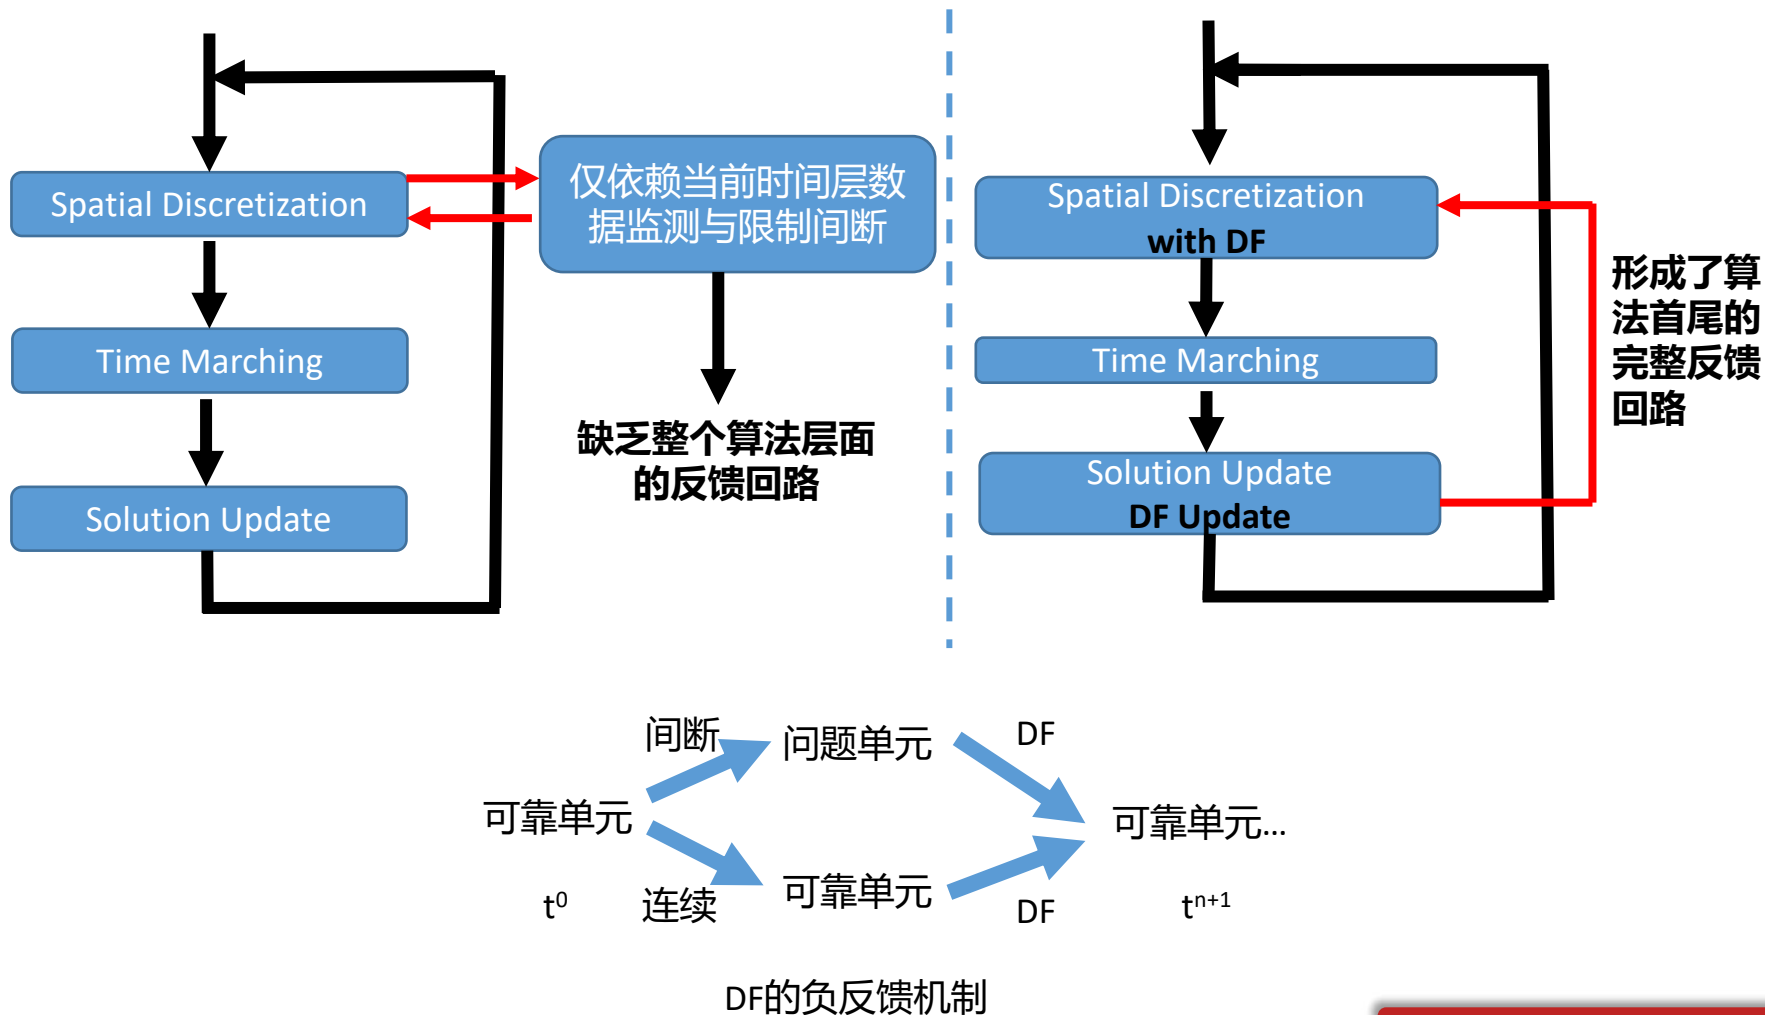 Spatial Discretization
仅依赖当前时间层数
据监测与限制间断
Time Marching
缺乏整个算法层面
的反馈回路
Solution Update
Spatial Discretization
with DF
形成了算
法首尾的
完整反馈
回路
Time Marching
Solution Update
DF Update
间断
问题单元
DF
可靠单元
可靠单元...
t⁰
连续
可靠单元
DF
tⁿ⁺¹
DF的负反馈机制